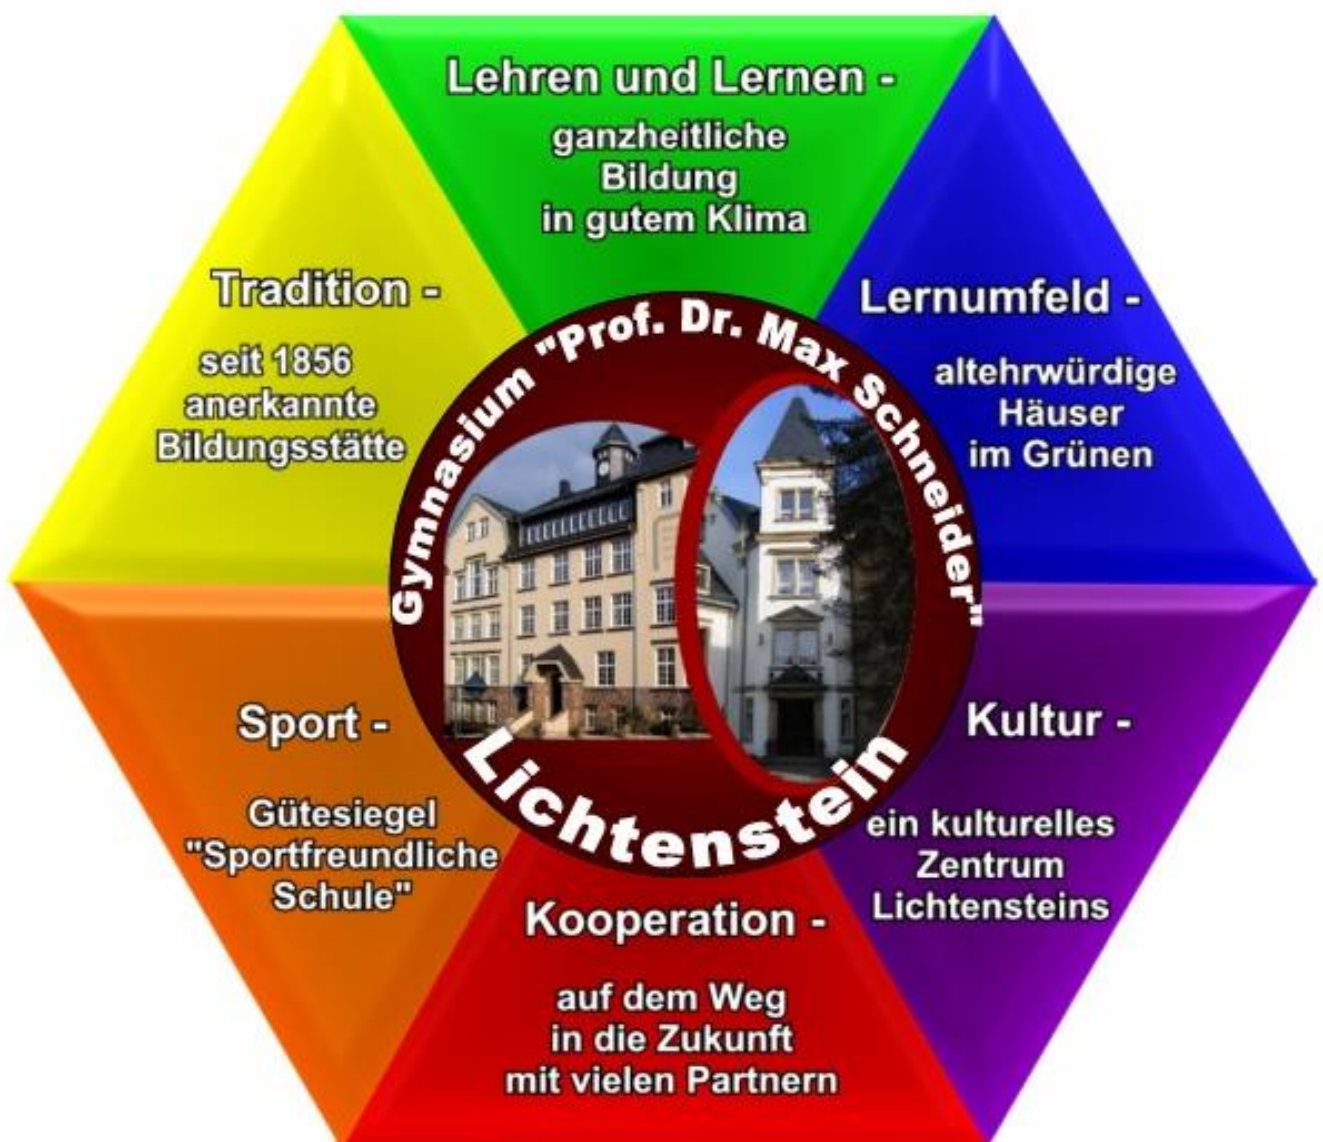 Lehren und Lernen -
ganzheitliche
Bildung
in gutem Klima
Tradition -
seit 1856
anerkannte
Bildungsstätte
Lernumfeld -
altehrwürdige
Häuser
im Grünen
Gymnasium "Prof. Dr. Max Schneider"
Lichtenstein
Sport -
Gütesiegel
"Sportfreundliche
Schule"
Kultur -
ein kulturelles
Zentrum
Lichtensteins
Kooperation -
auf dem Weg
in die Zukunft
mit vielen Partnern